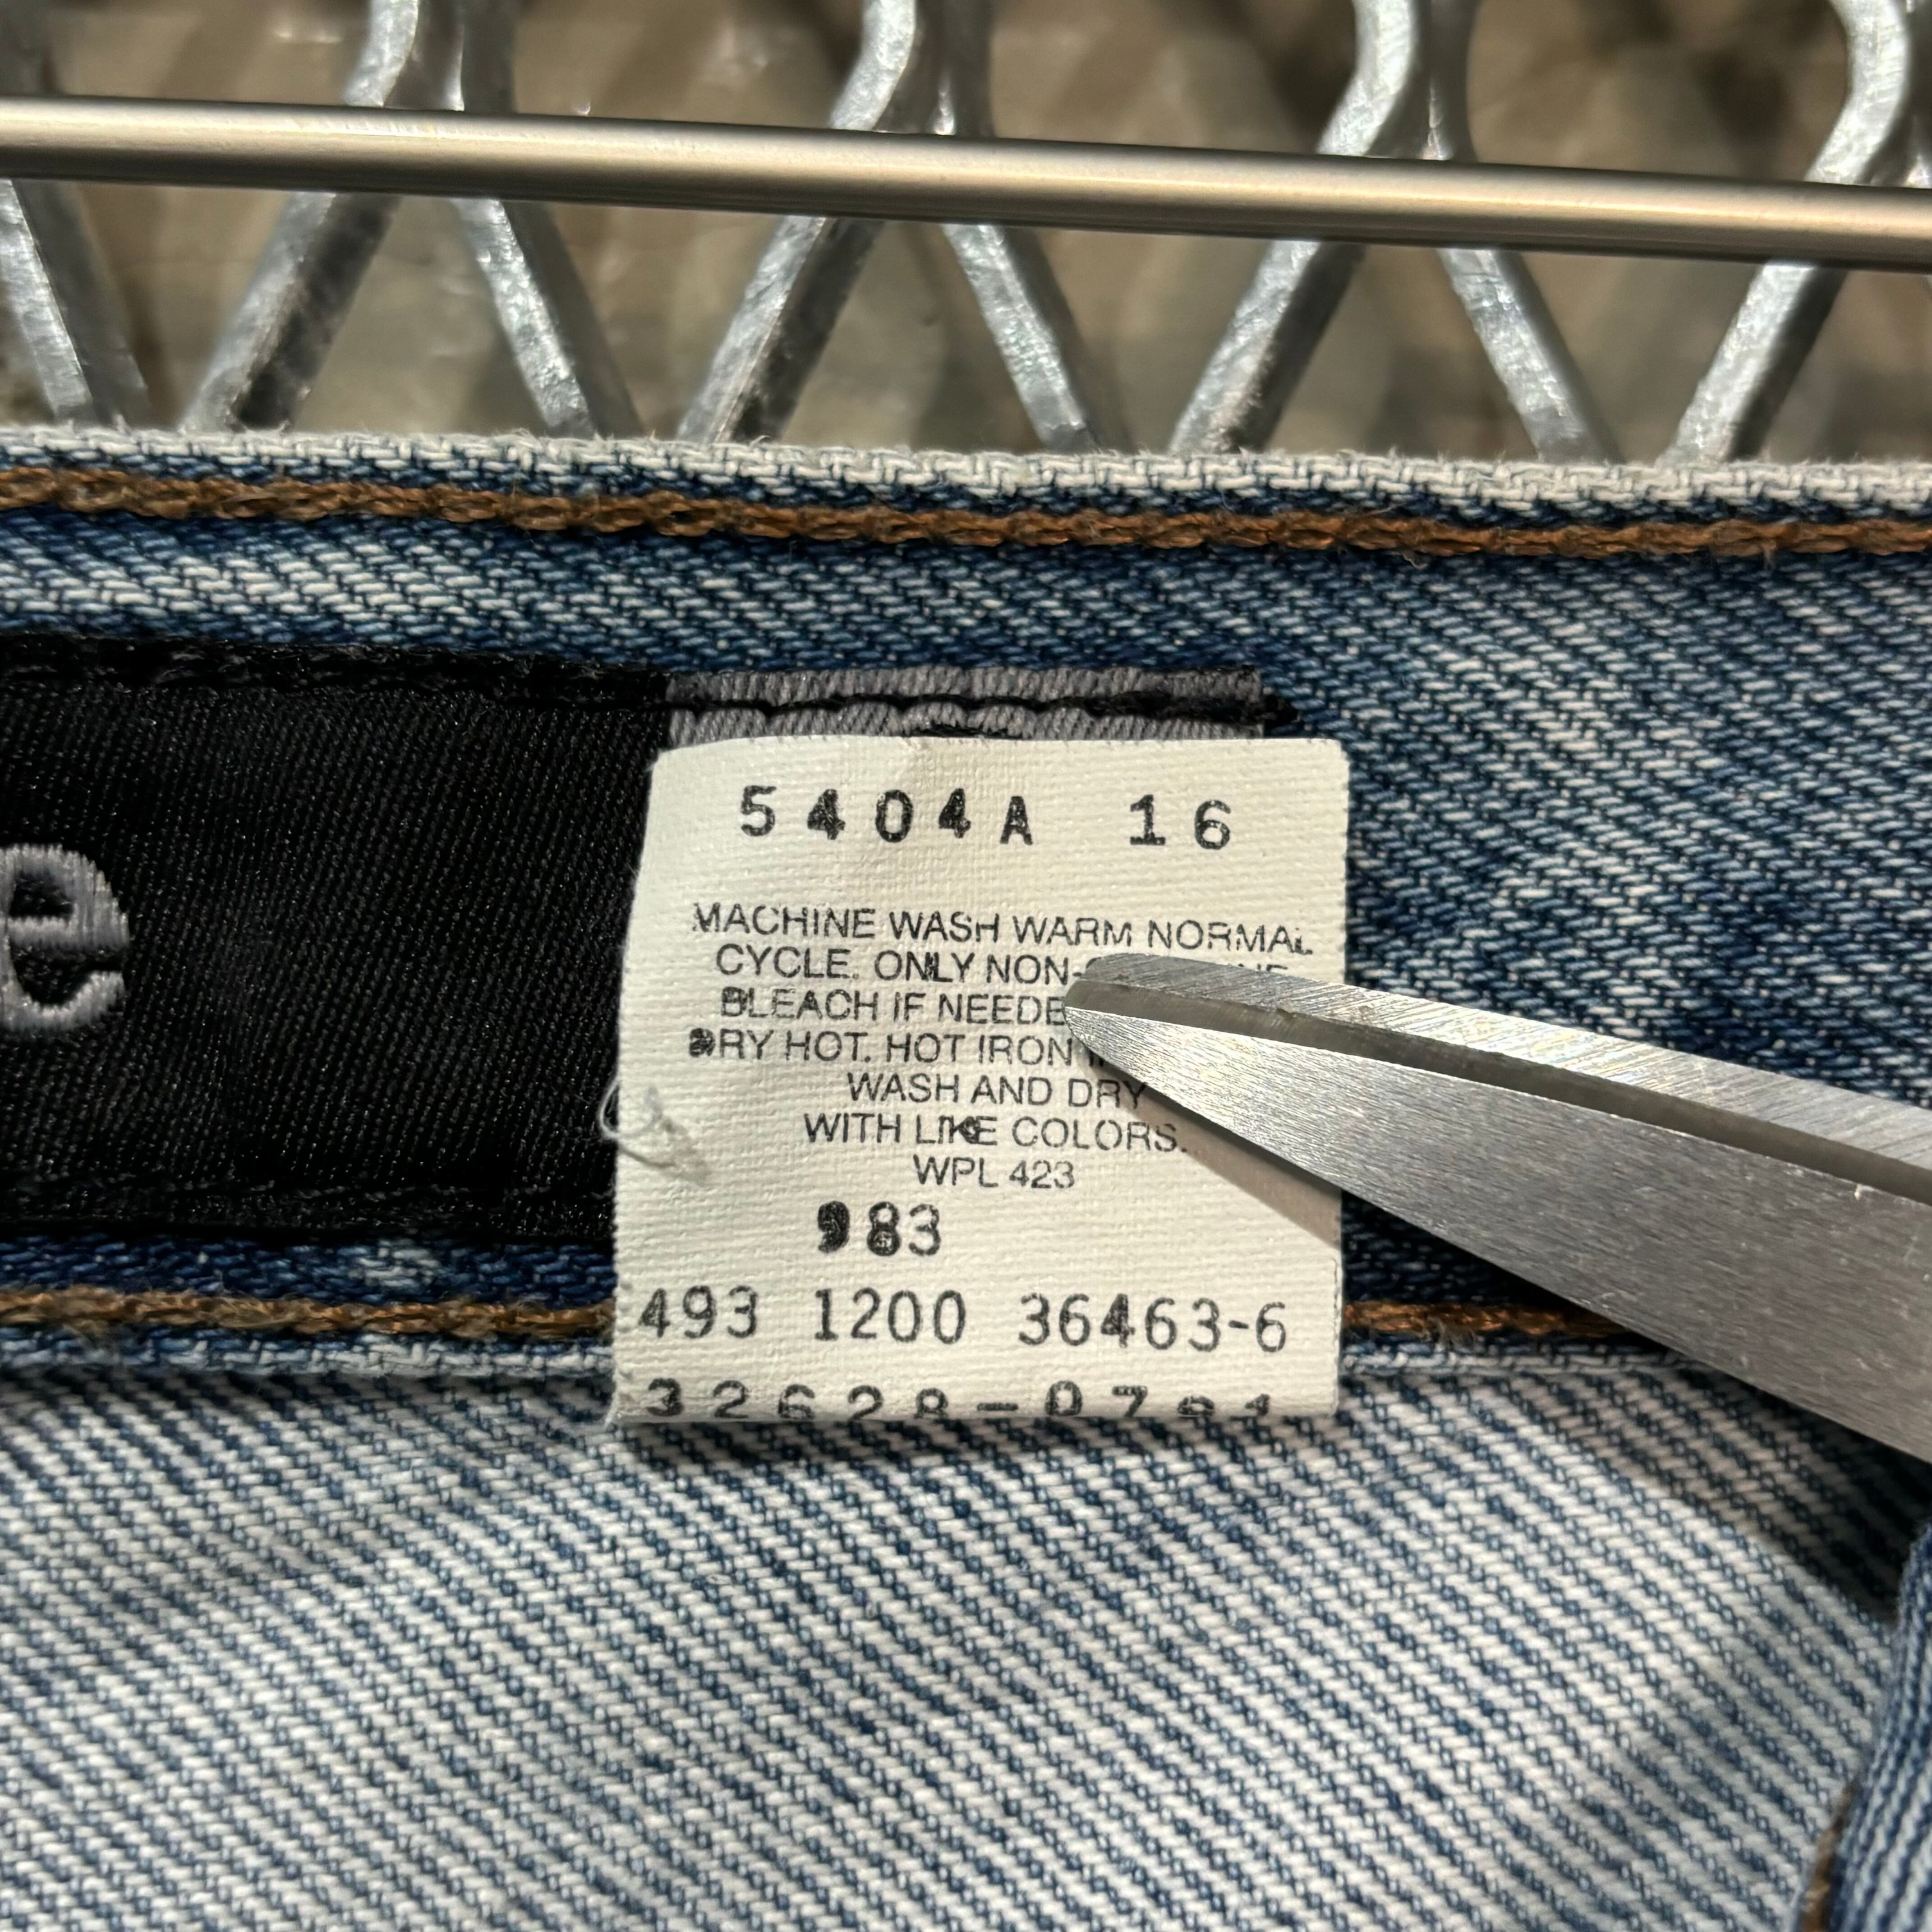 e
5404A 16
MACHINE WASH WARM NORMAL
CYCLE. ONLY NON-
BLEACH IF NEEDE
DRY HOT. HOT IRON
WASH AND DRY
WITH LIKE COLORS.
WPL 423
983
493 1200 36463-6